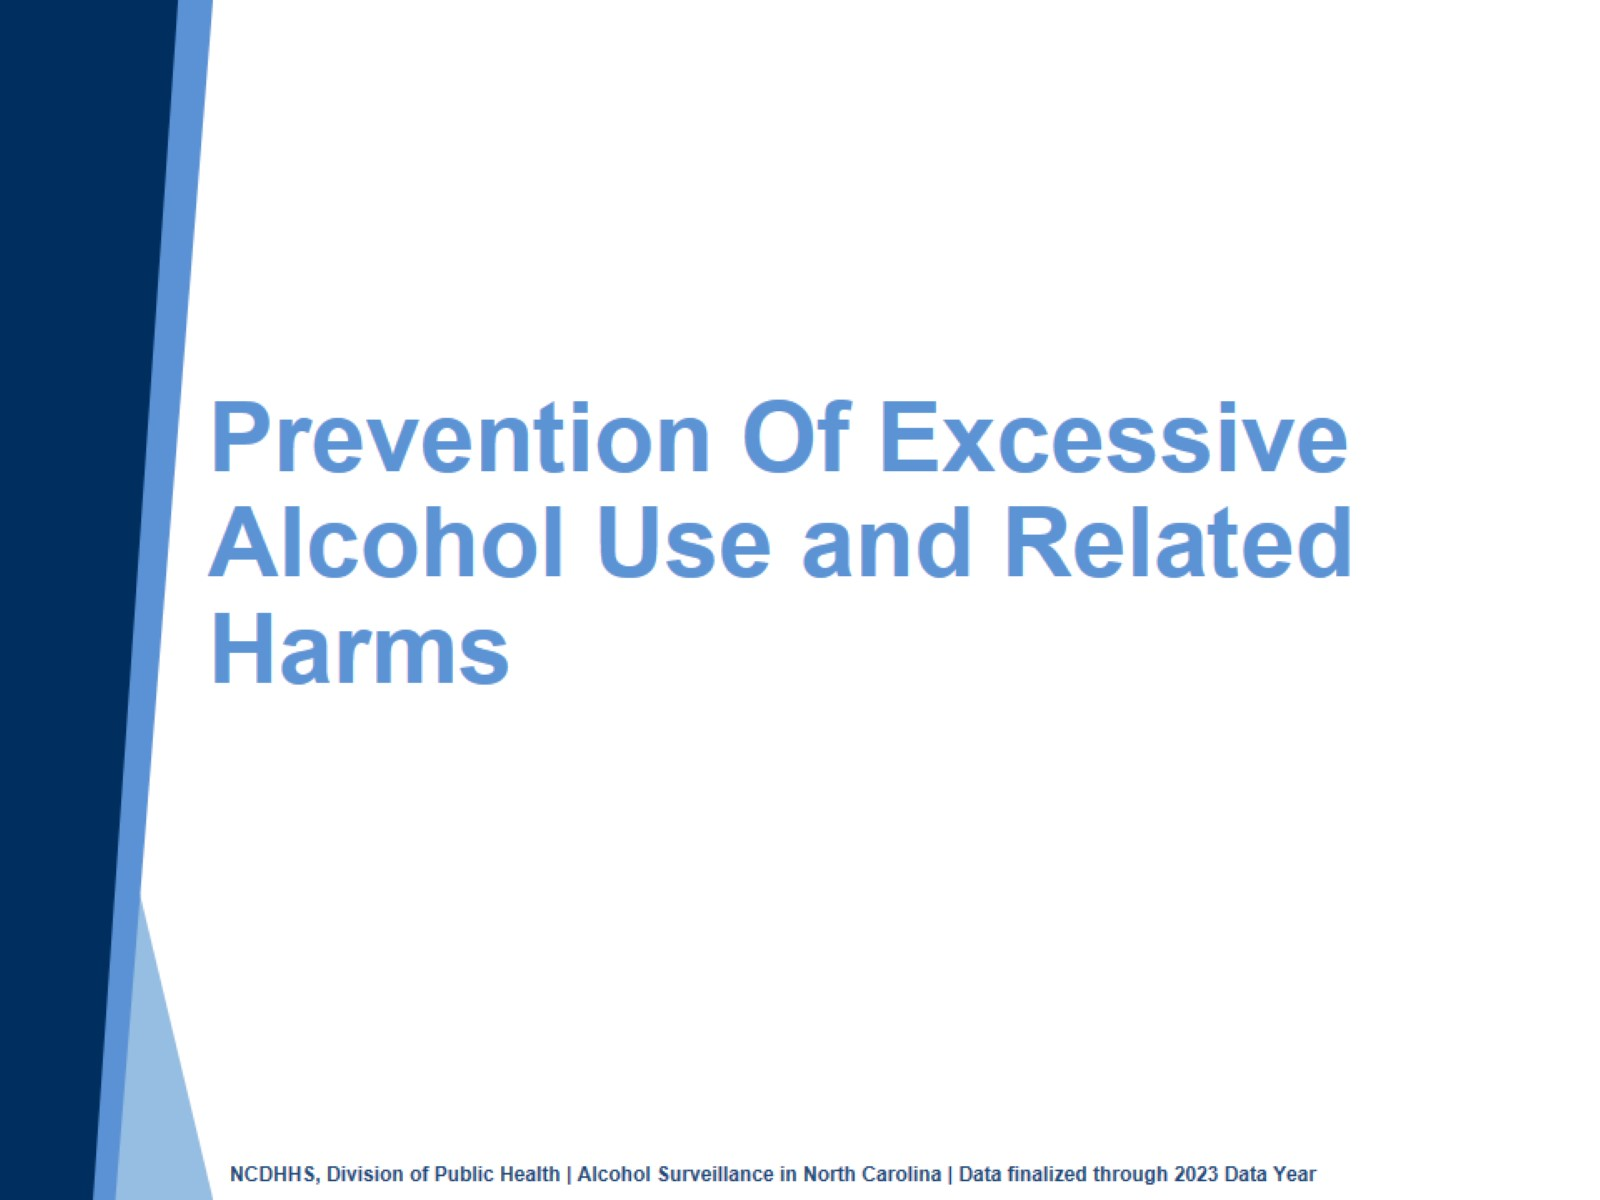 Prevention Of Excessive
Alcohol Use and Related
Harms
NCDHHS, Division of Public Health | Alcohol Surveillance in North Carolina | Data finalized through 2023 Data Year